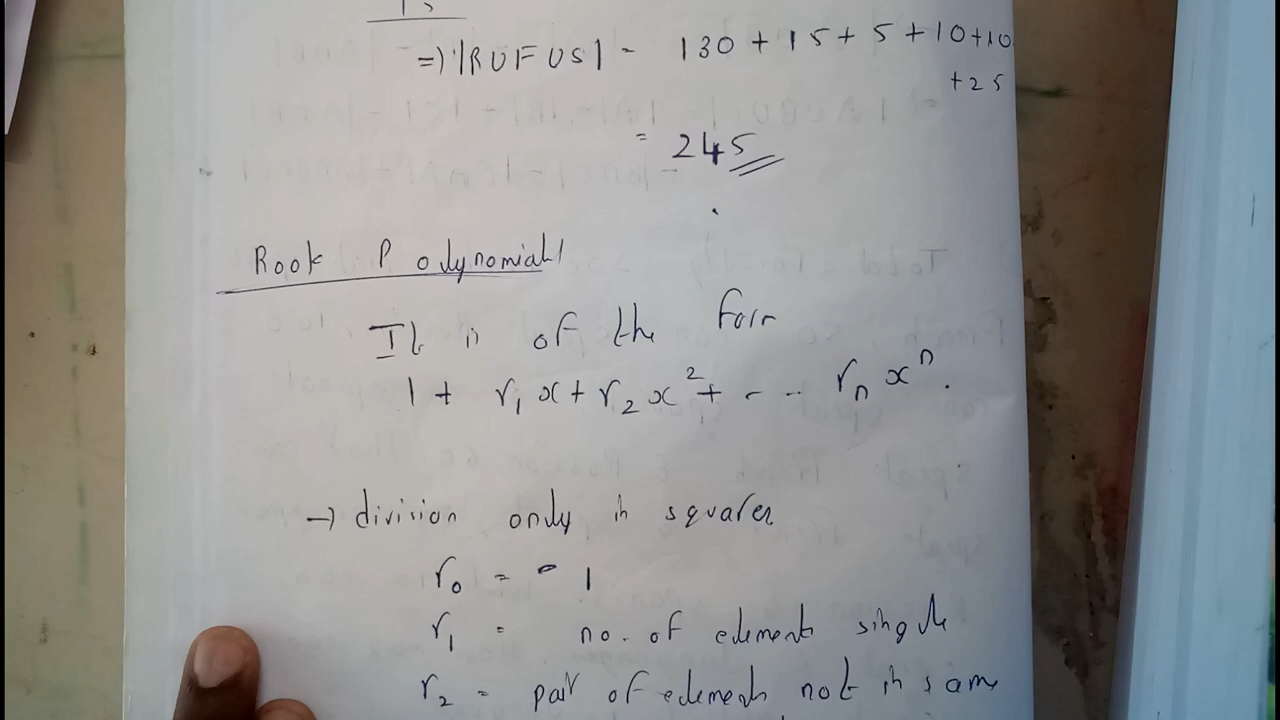 =) |RUFUS| = 130 + 15 + 5 + 10 + 10
+ 25
= 245
Rook Polynomial
It is of the form
1 + r₁ x + r₂ x² + - -- rₙ xⁿ.
→ division only in squares
r₀ = 1
r₁ = no. of elements single
r₂ = pair of elements not in same